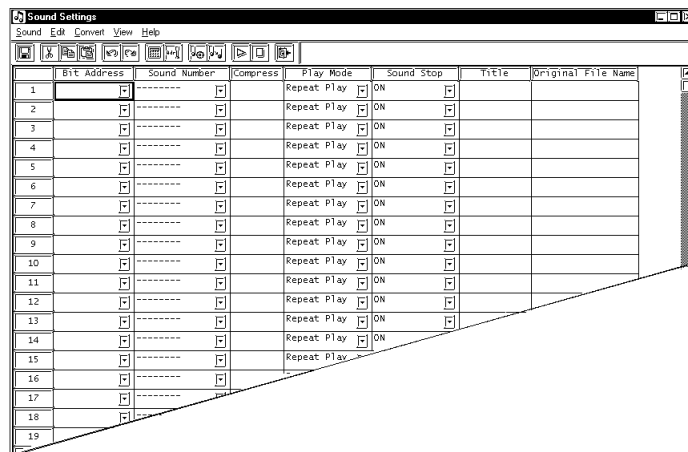 Sound Settings
Sound Edit Convert View Help
Bit Address Sound Number Compress Play Mode Sound Stop Title Original File Name
1 -------- Repeat Play ON
2 -------- Repeat Play ON
3 -------- Repeat Play ON
4 -------- Repeat Play ON
5 -------- Repeat Play ON
6 -------- Repeat Play ON
7 -------- Repeat Play ON
8 -------- Repeat Play ON
9 -------- Repeat Play ON
10 -------- Repeat Play ON
11 -------- Repeat Play ON
12 -------- Repeat Play ON
13 -------- Repeat Play ON
14 -------- Repeat Play ON
15 -------- Repeat Play
16 --------
17 --------
18
19